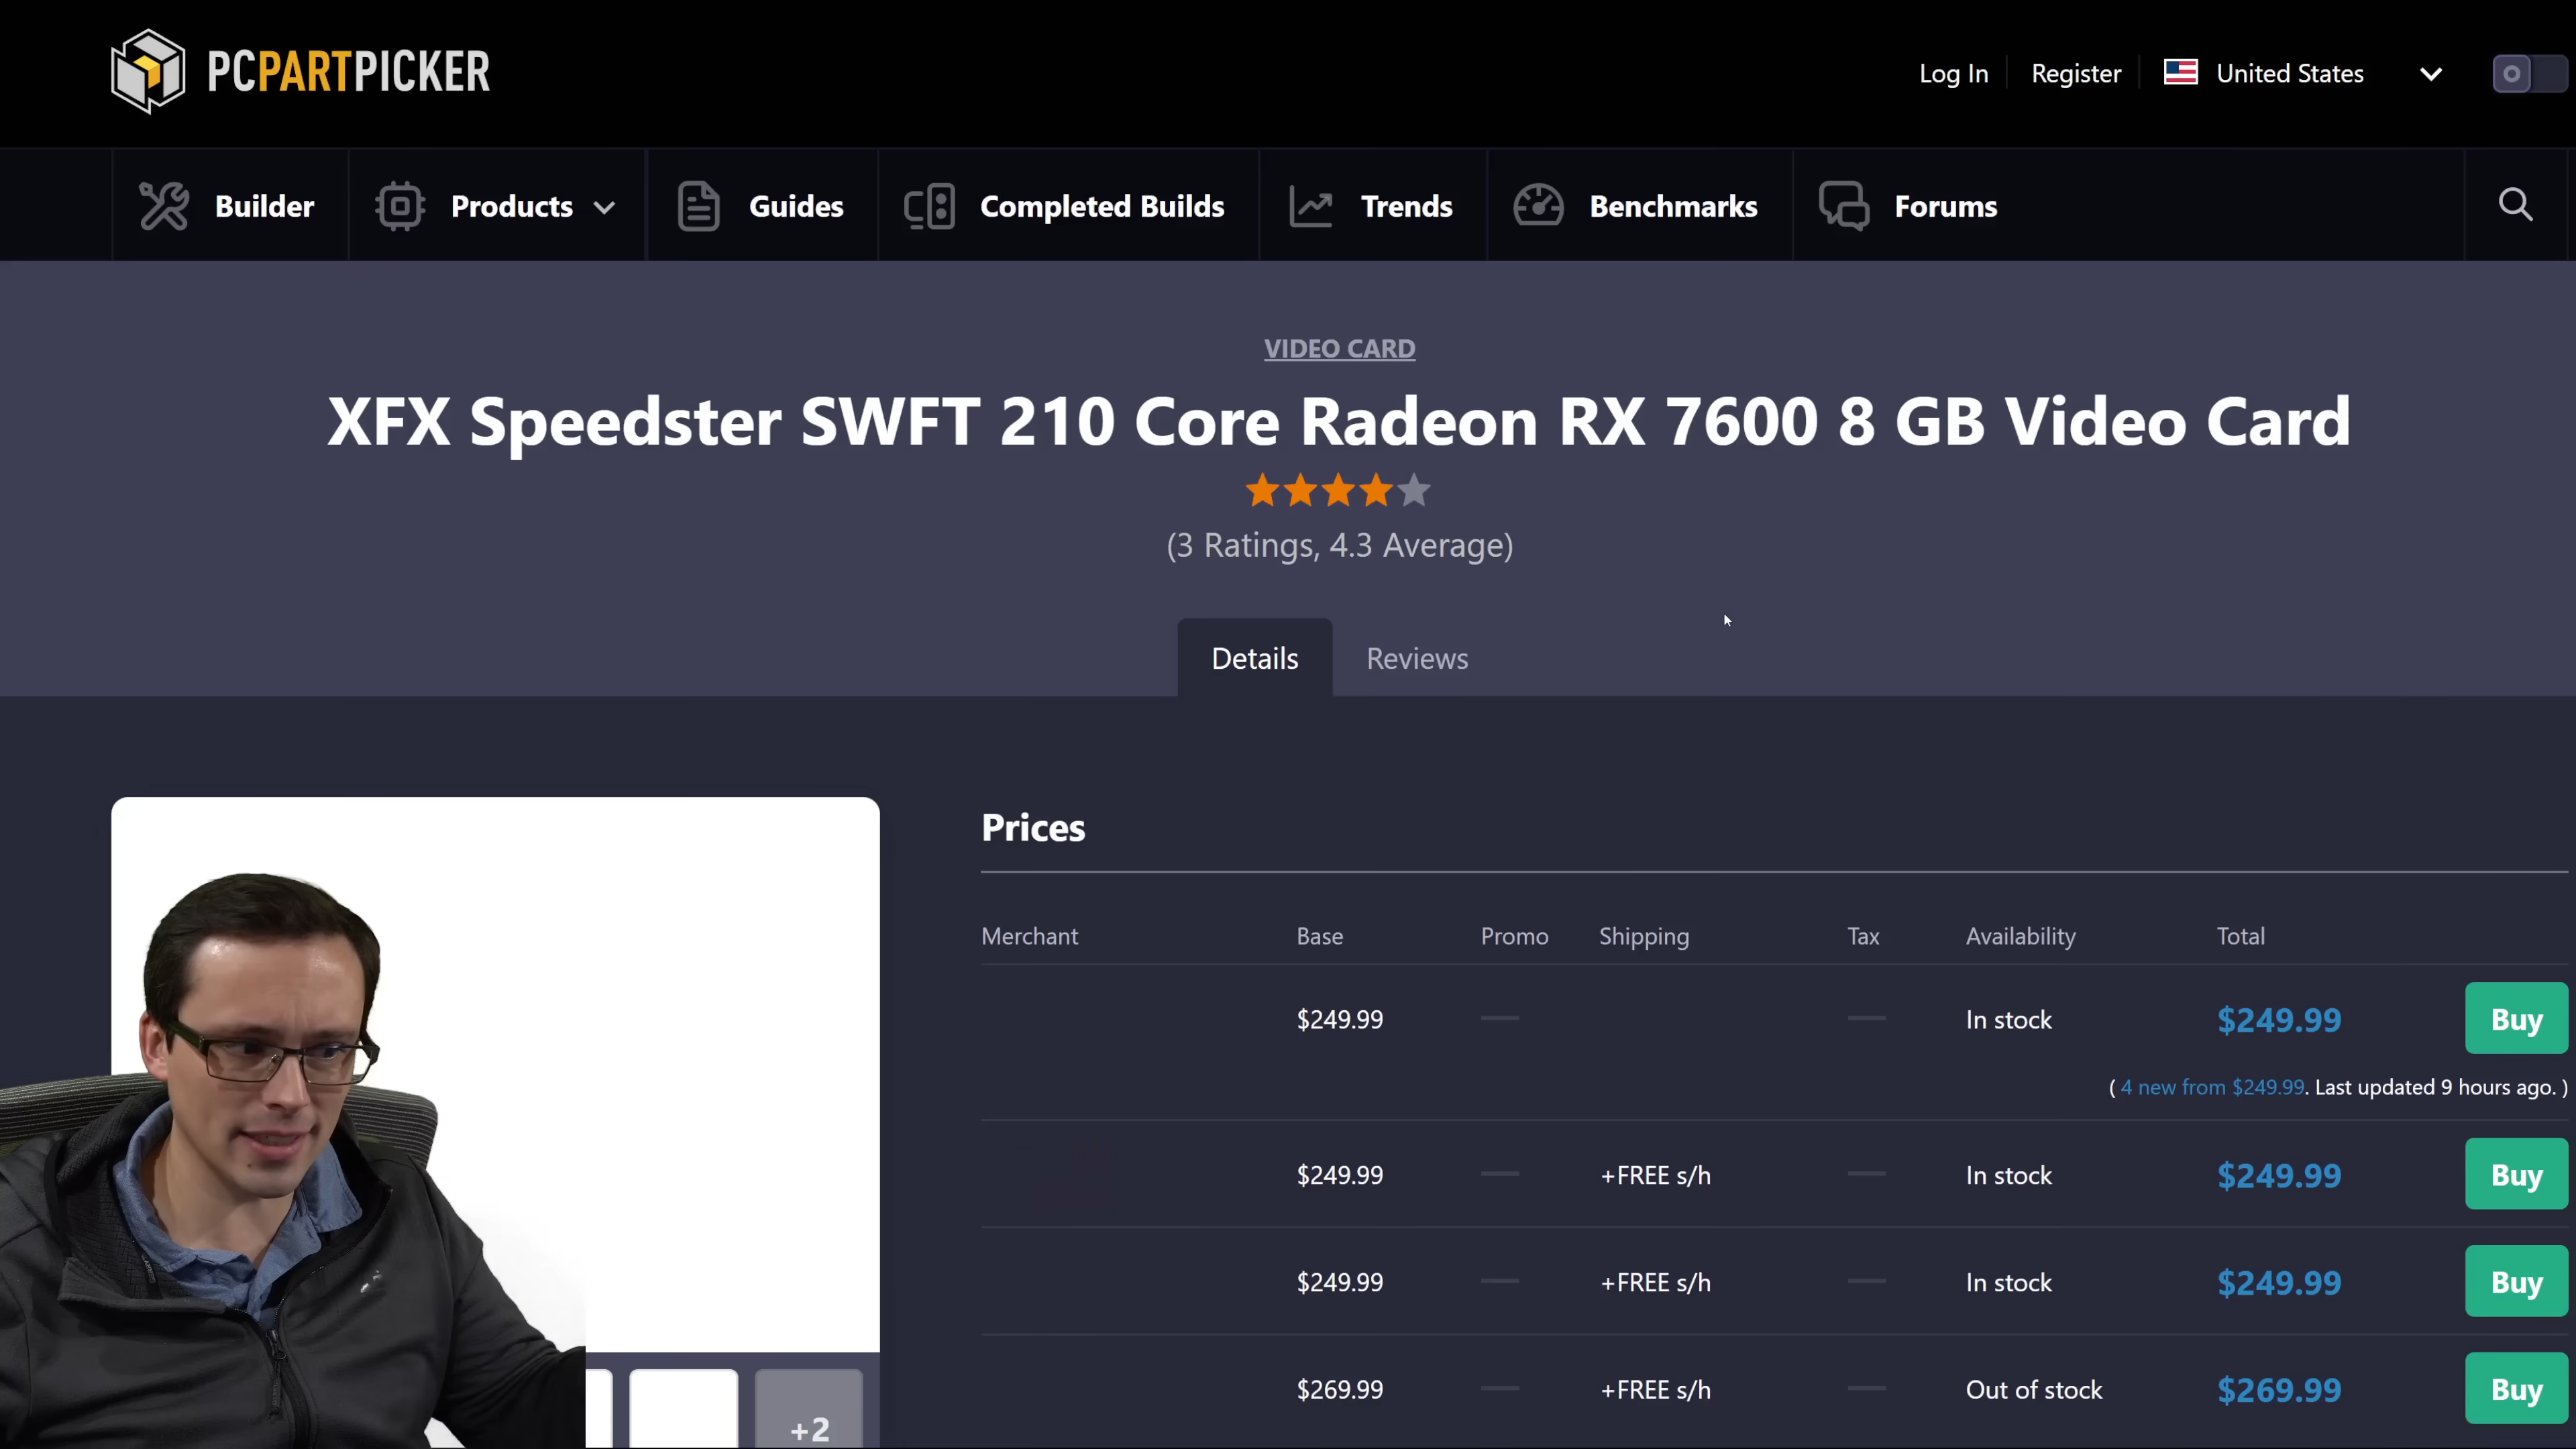 PCPARTPICKER
Log In
Register
United States
Builder
Products
Guides
Completed Builds
Trends
Benchmarks
Forums
VIDEO CARD
XFX Speedster SWFT 210 Core Radeon RX 7600 8 GB Video Card
(3 Ratings, 4.3 Average)
Details
Reviews
Prices
Merchant Base Promo Shipping Tax Availability Total
$249.99 — — In stock $249.99 Buy
( 4 new from $249.99. Last updated 9 hours ago. )
$249.99 — +FREE s/h — In stock $249.99 Buy
$249.99 — +FREE s/h — In stock $249.99 Buy
$269.99 — +FREE s/h — Out of stock $269.99 Buy
+2